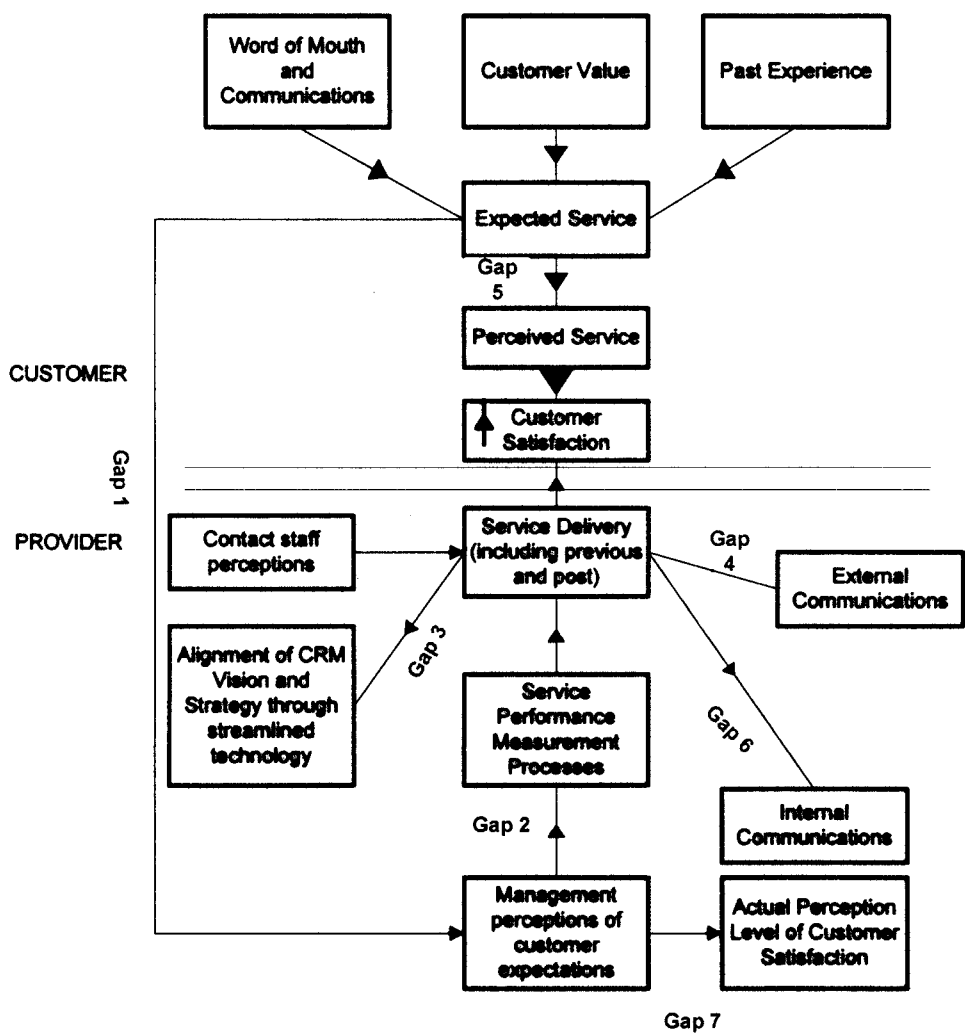 Word of Mouth
and
Communications
Customer Value
Past Experience
Expected Service
Gap
5
Perceived Service
CUSTOMER
Customer
Satisfaction
Gap 1
PROVIDER
Contact staff
perceptions
Service Delivery
(including previous
and post)
Gap
4
External
Communications
Gap 3
Alignment of CRM
Vision and
Strategy through
streamlined
technology
Service
Performance
Measurement
Processes
Gap 6
Internal
Communications
Gap 2
Management
perceptions of
customer
expectations
Actual Perception
Level of Customer
Satisfaction
Gap 7